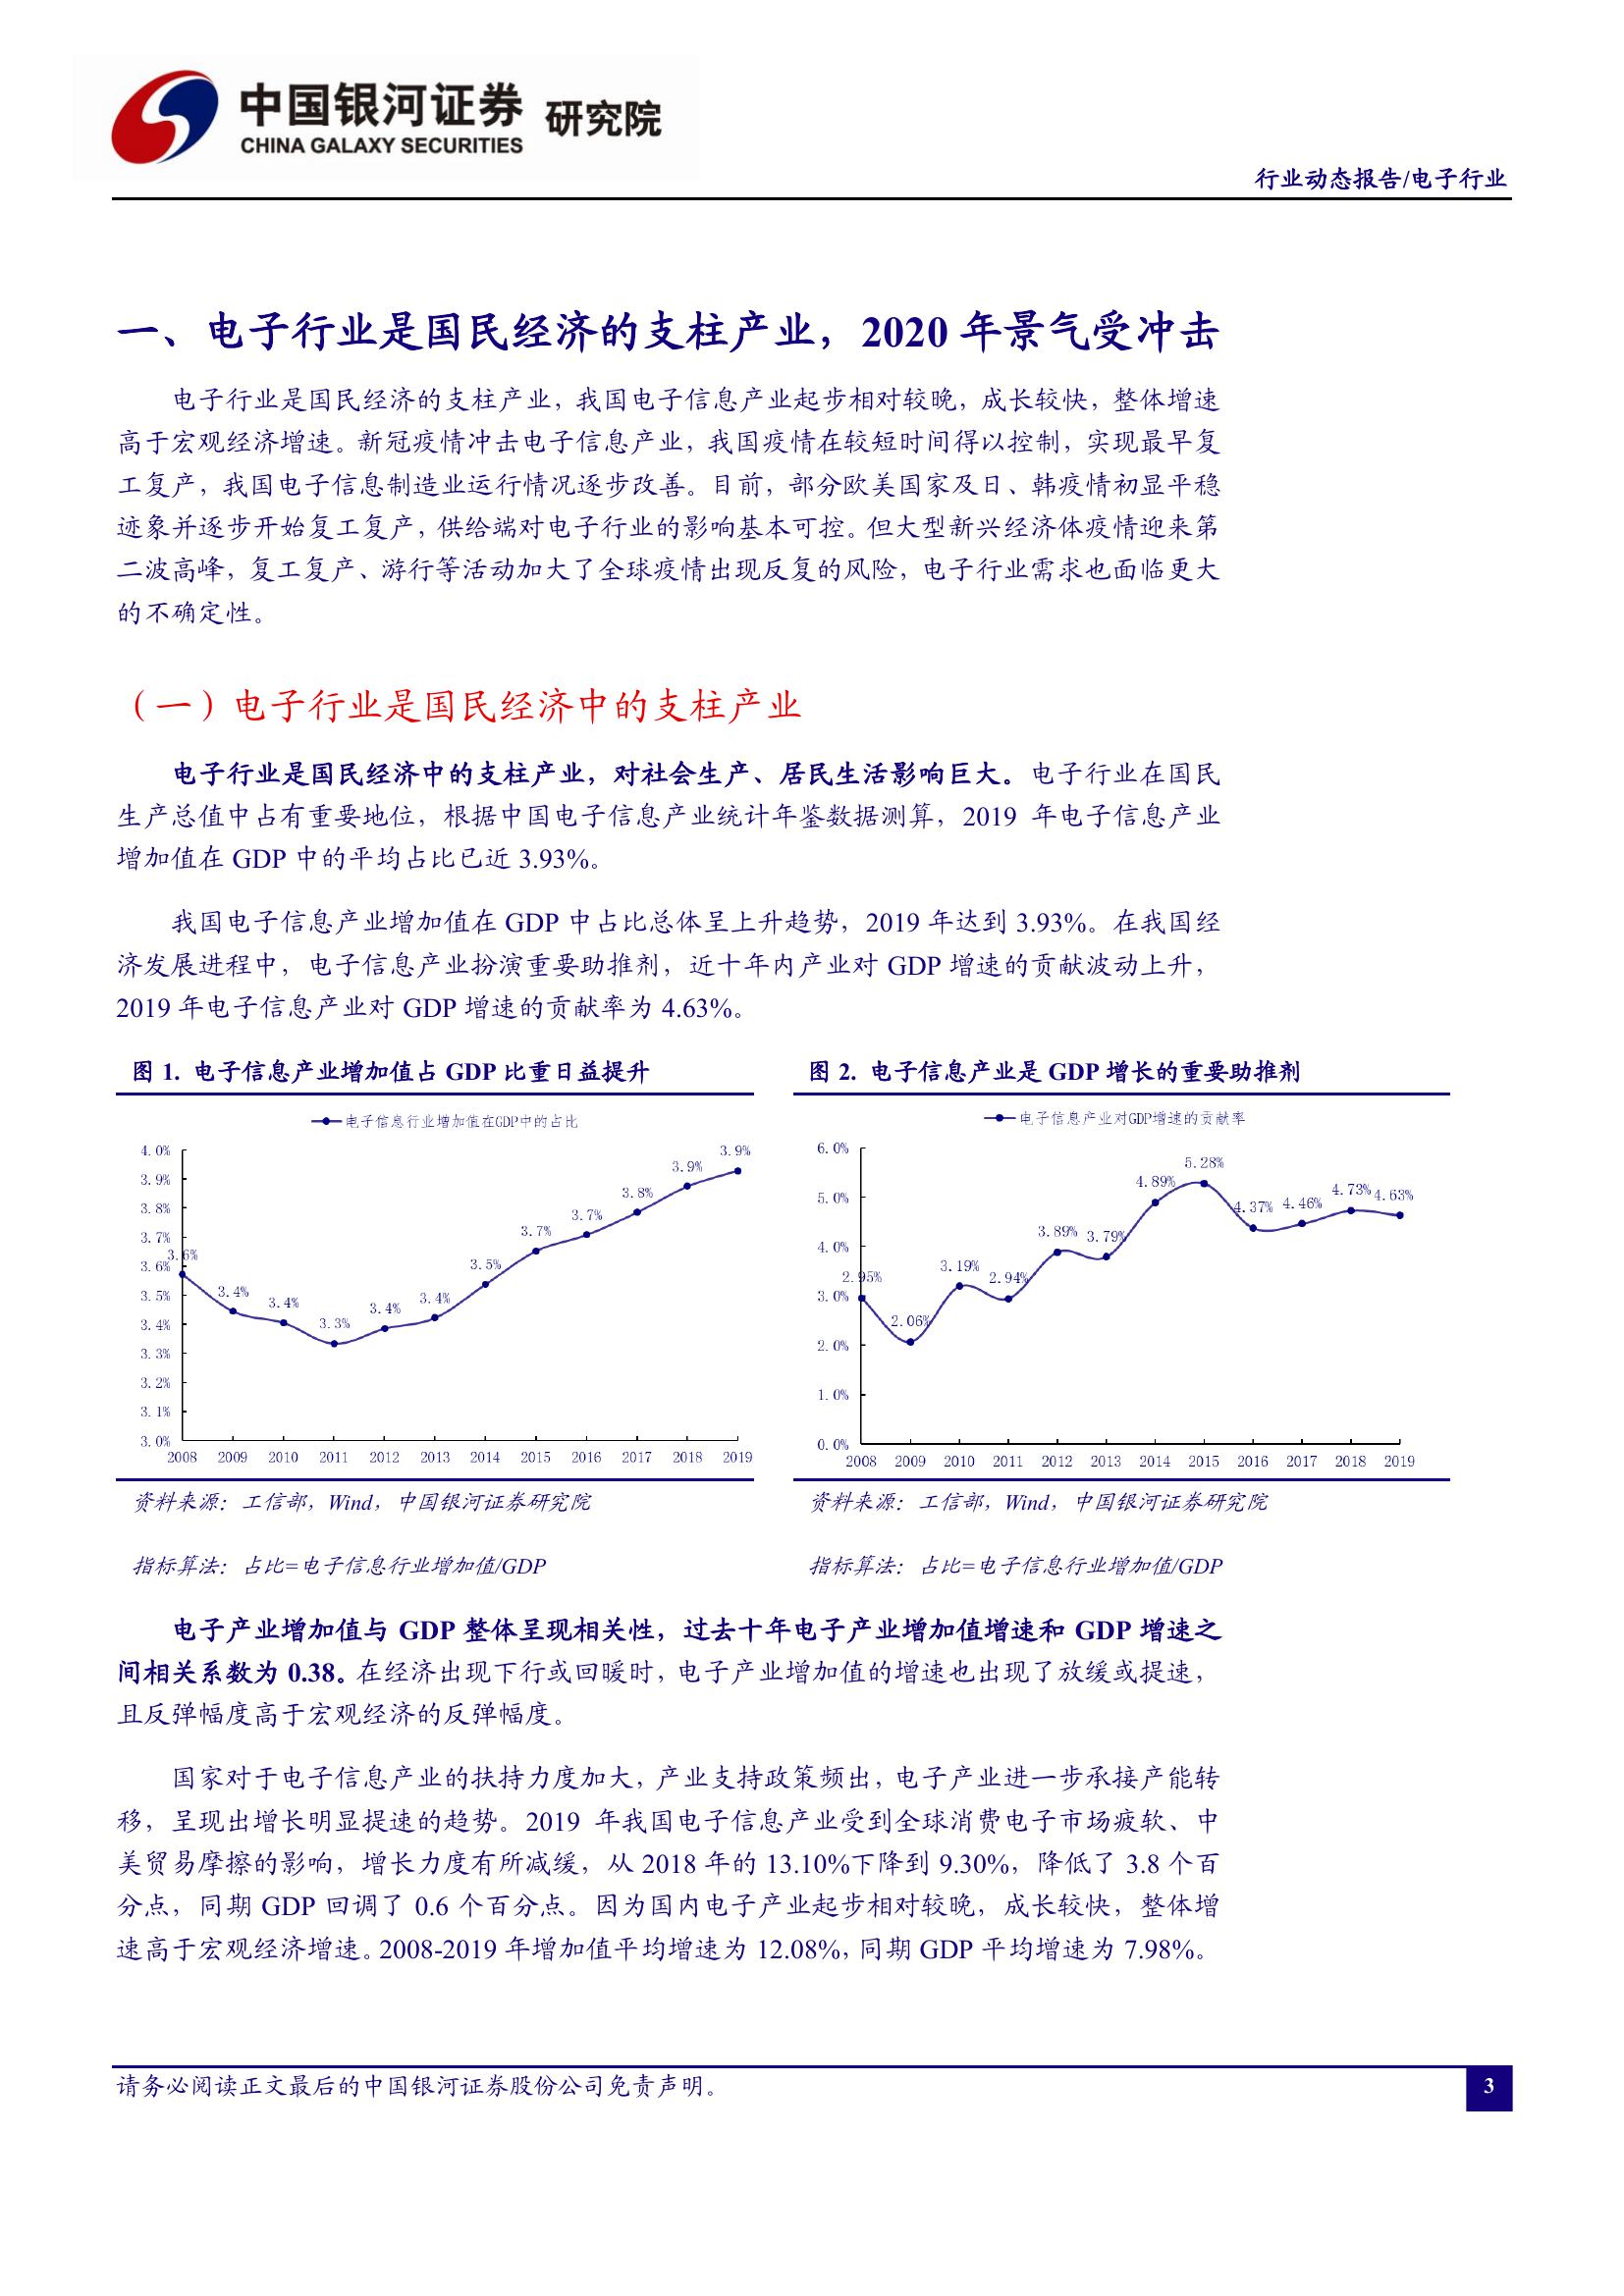 中国银河证券 研究院
CHINA GALAXY SECURITIES
行业动态报告/电子行业
一、电子行业是国民经济的支柱产业，2020 年景气受冲击
电子行业是国民经济的支柱产业，我国电子信息产业起步相对较晚，成长较快，整体增速
高于宏观经济增速。新冠疫情冲击电子信息产业，我国疫情在较短时间得以控制，实现最早复
工复产，我国电子信息制造业运行情况逐步改善。目前，部分欧美国家及日、韩疫情初显平稳
迹象并逐步开始复工复产，供给端对电子行业的影响基本可控。但大型新兴经济体疫情迎来第
二波高峰，复工复产、游行等活动加大了全球疫情出现反复的风险，电子行业需求也面临更大
的不确定性。
（一）电子行业是国民经济中的支柱产业
电子行业是国民经济中的支柱产业，对社会生产、居民生活影响巨大。电子行业在国民
生产总值中占有重要地位，根据中国电子信息产业统计年鉴数据测算，2019 年电子信息产业
增加值在 GDP 中的平均占比已近 3.93%。
我国电子信息产业增加值在 GDP 中占比总体呈上升趋势，2019 年达到 3.93%。在我国经
济发展进程中，电子信息产业扮演重要助推剂，近十年内产业对 GDP 增速的贡献波动上升，
2019 年电子信息产业对 GDP 增速的贡献率为 4.63%。
图 1. 电子信息产业增加值占 GDP 比重日益提升
电子信息行业增加值在GDP中的占比
4.0%
3.9%
3.8%
3.7%
3.6%
3.5%
3.4%
3.3%
3.2%
3.1%
3.0%
3.6%
3.4%
3.4%
3.3%
3.4%
3.4%
3.5%
3.7%
3.7%
3.8%
3.9%
3.9%
2008 2009 2010 2011 2012 2013 2014 2015 2016 2017 2018 2019
资料来源：工信部，Wind，中国银河证券研究院
指标算法：占比=电子信息行业增加值/GDP
图 2. 电子信息产业是 GDP 增长的重要助推剂
电子信息产业对GDP增速的贡献率
6.0%
5.0%
4.0%
3.0%
2.0%
1.0%
0.0%
2.95%
2.06%
3.19%
2.94%
3.89%
3.79%
4.89%
5.28%
4.37%
4.46%
4.73%
4.63%
2008 2009 2010 2011 2012 2013 2014 2015 2016 2017 2018 2019
资料来源：工信部，Wind，中国银河证券研究院
指标算法：占比=电子信息行业增加值/GDP
电子产业增加值与 GDP 整体呈现相关性，过去十年电子产业增加值增速和 GDP 增速之
间相关系数为 0.38。在经济出现下行或回暖时，电子产业增加值的增速也出现了放缓或提速，
且反弹幅度高于宏观经济的反弹幅度。
国家对于电子信息产业的扶持力度加大，产业支持政策频出，电子产业进一步承接产能转
移，呈现出增长明显提速的趋势。2019 年我国电子信息产业受到全球消费电子市场疲软、中
美贸易摩擦的影响，增长力度有所减缓，从 2018 年的 13.10%下降到 9.30%，降低了 3.8 个百
分点，同期 GDP 回调了 0.6 个百分点。因为国内电子产业起步相对较晚，成长较快，整体增
速高于宏观经济增速。2008-2019 年增加值平均增速为 12.08%，同期 GDP 平均增速为 7.98%。
请务必阅读正文最后的中国银河证券股份公司免责声明。
3